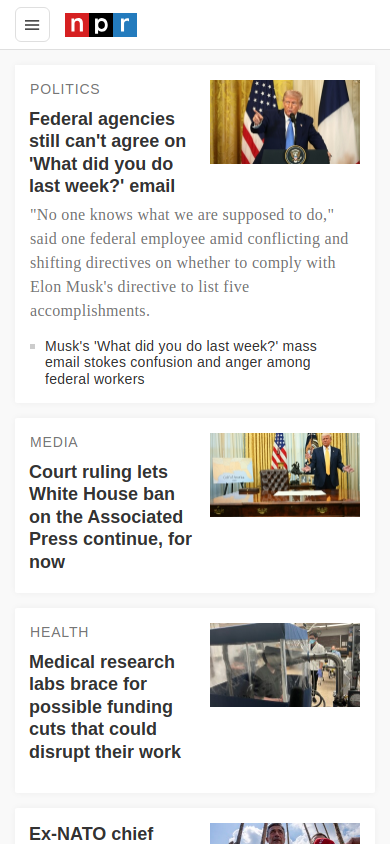 npr
POLITICS
Federal agencies
still can't agree on
'What did you do
last week?' email
"No one knows what we are supposed to do,"
said one federal employee amid conflicting and
shifting directives on whether to comply with
Elon Musk's directive to list five
accomplishments.
Musk's 'What did you do last week?' mass
email stokes confusion and anger among
federal workers
MEDIA
Court ruling lets
White House ban
on the Associated
Press continue, for
now
HEALTH
Medical research
labs brace for
possible funding
cuts that could
disrupt their work
Ex-NATO chief